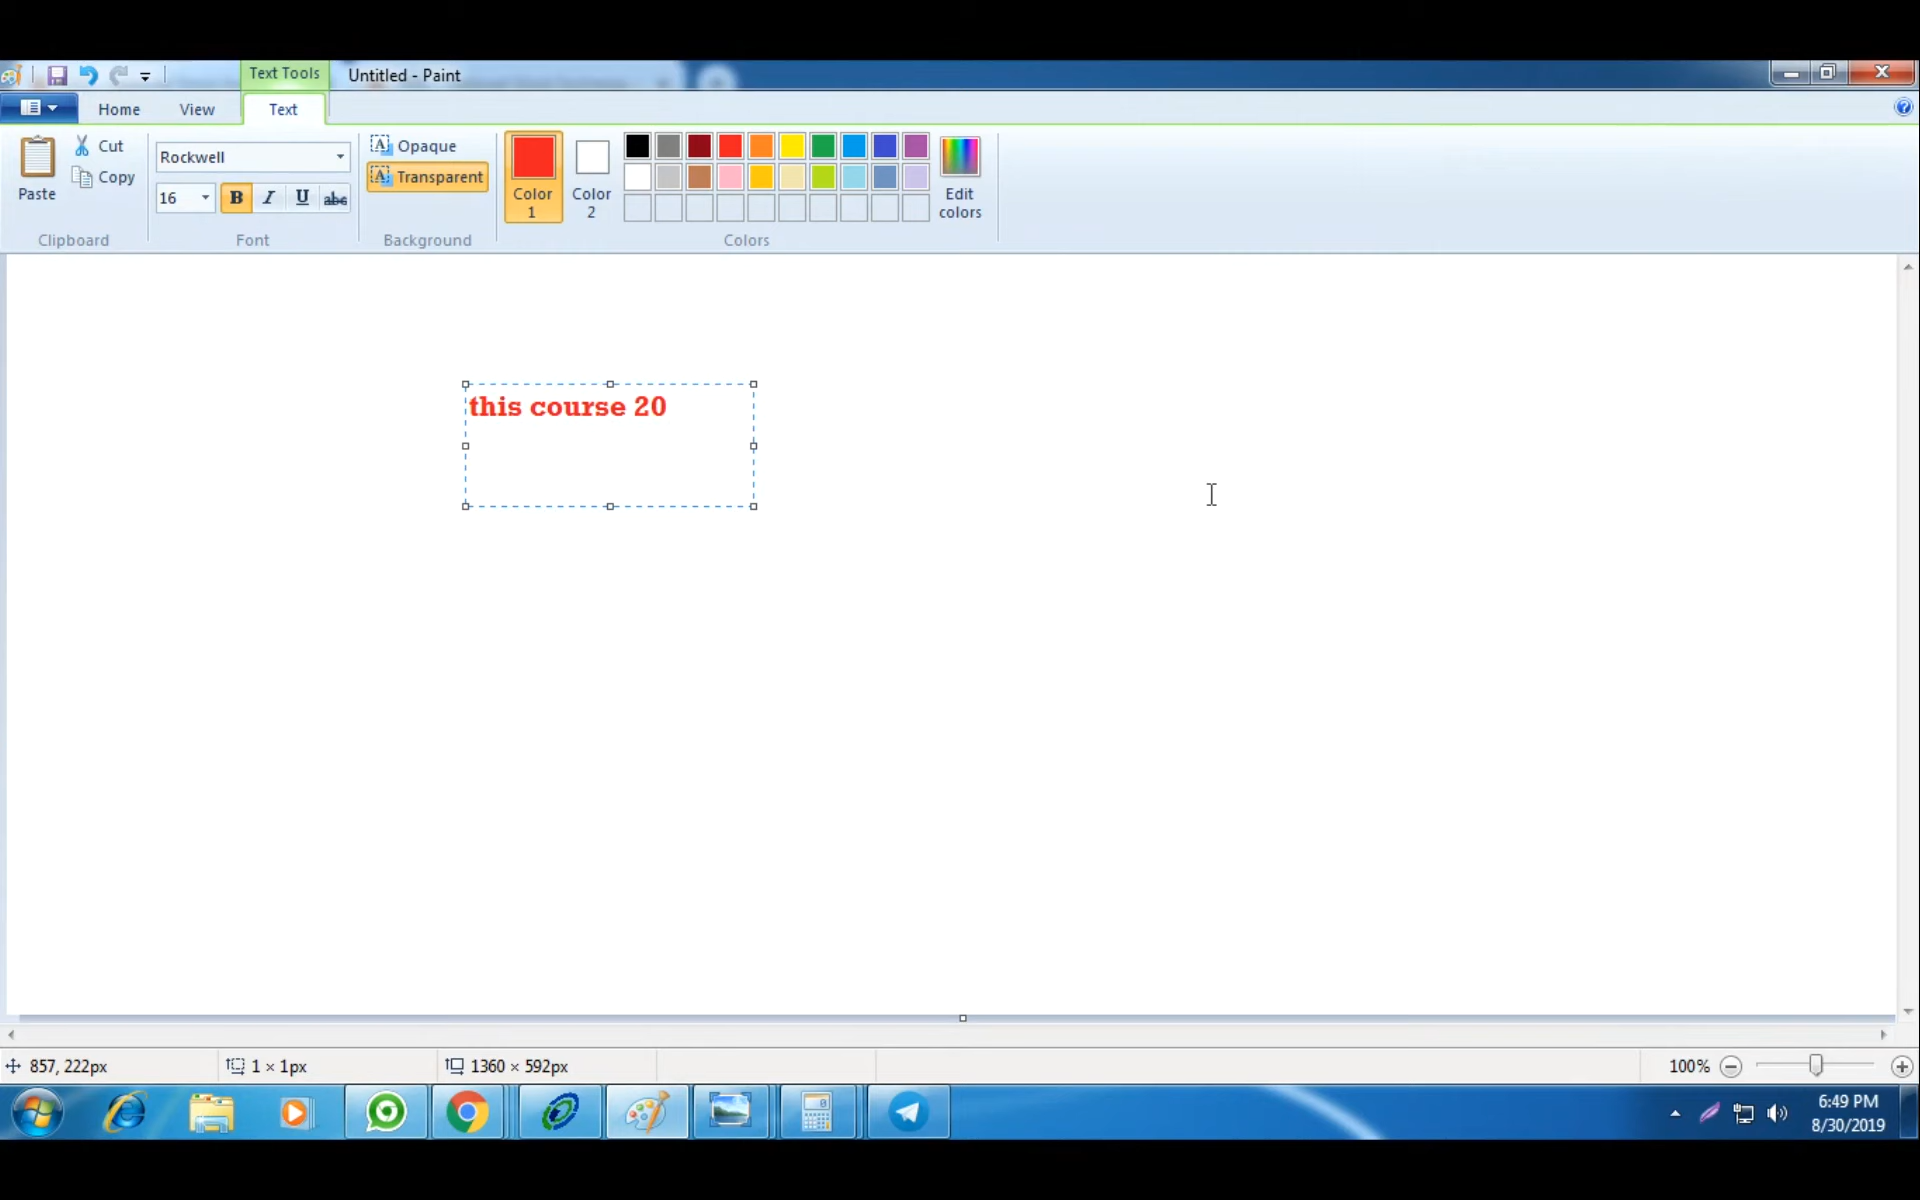 Text Tools
Untitled - Paint
Home
View
Text
Paste
Cut
Copy
Clipboard
Rockwell
16
B
I
U
abc
Font
Opaque
Transparent
Background
Color
1
Color
2
Edit
colors
Colors
this course 20
857, 222px
1 × 1px
1360 × 592px
100%
6:49 PM
8/30/2019